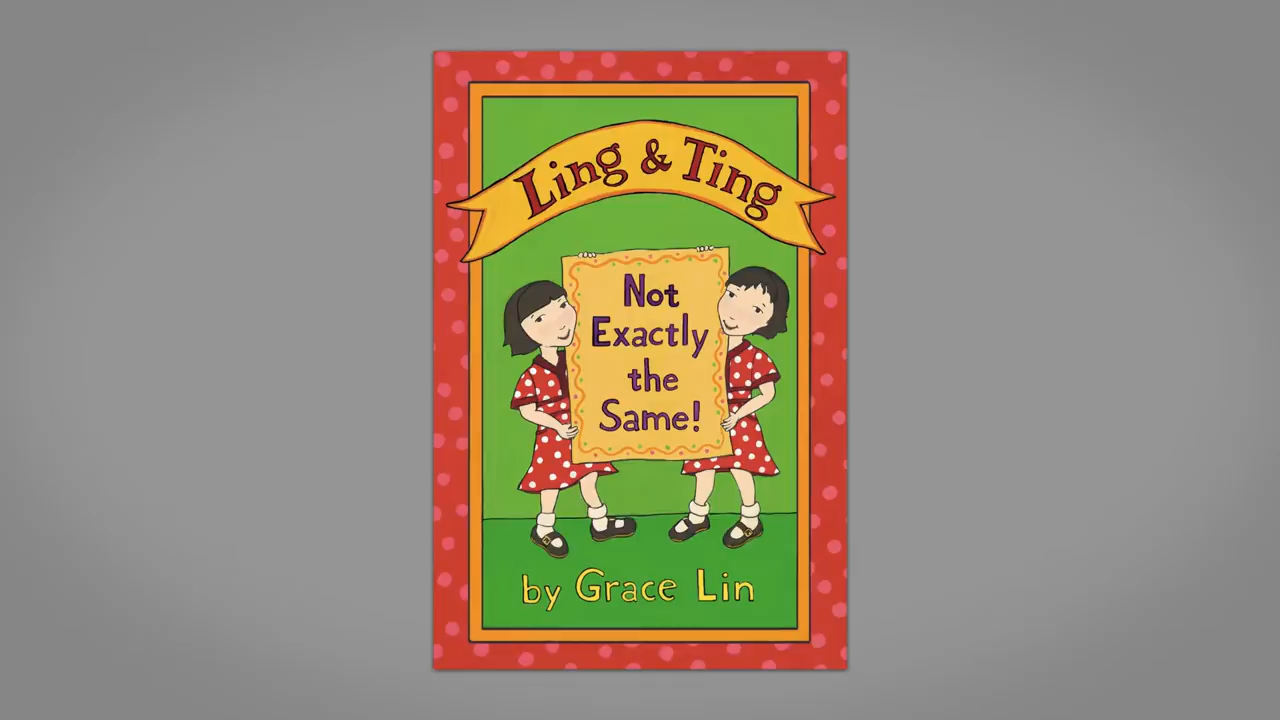 Ling & Ting
Not
Exactly
the
Same!
by Grace Lin